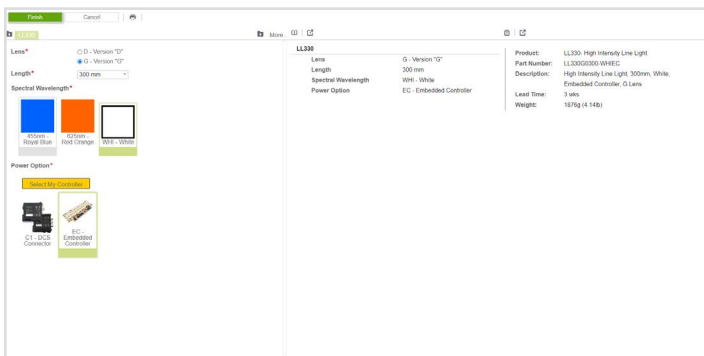 Finish
Cancel
LL330
More
Lens*
D - Version "D"
G - Version "G"
Length*
300 mm
Spectral Wavelength*
455nm -
Royal Blue
625nm -
Red Orange
WHI - White
Power Option*
Select My Controller
C1 - DCS
Connector
EC -
Embedded
Controller
LL330
Lens G - Version "G"
Length 300 mm
Spectral Wavelength WHI - White
Power Option EC - Embedded Controller
Product: LL330- High Intensity Line Light
Part Number: LL330G0300-WHIEC
Description: High Intensity Line Light, 300mm, White,
Embedded Controller, G Lens
Lead Time: 3 wks
Weight: 1876g (4.14lb)